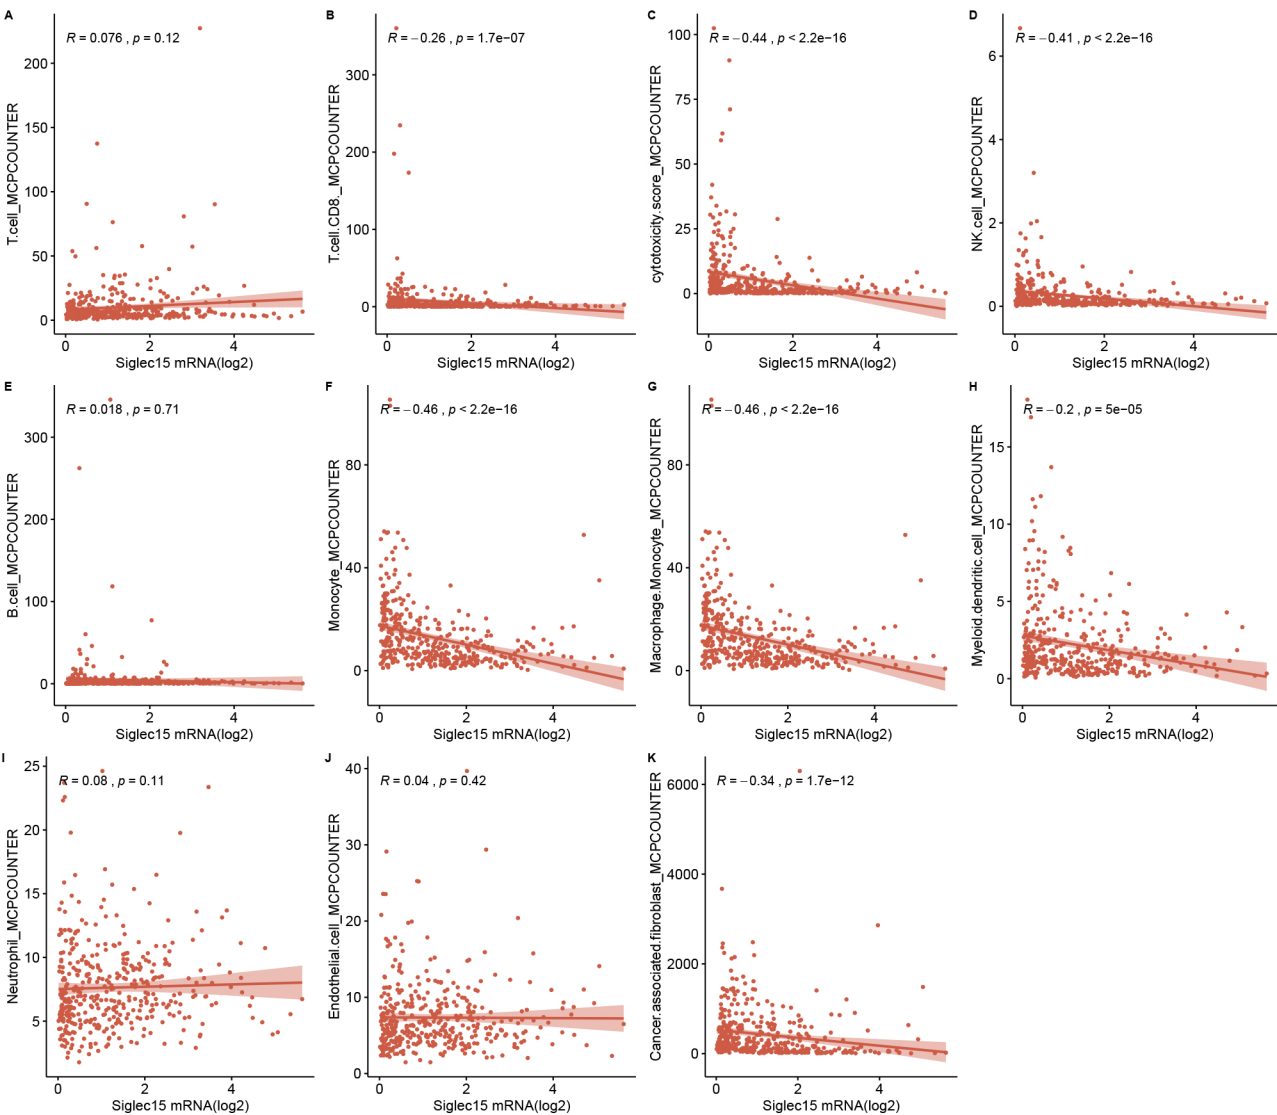 A
R = 0.076 , p = 0.12
T.cell_MCPCOUNTER
200
150
100
50
0
0 2 4
Siglec15 mRNA(log2)
B
R = −0.26 , p = 1.7e−07
T.cell.CD8._MCPCOUNTER
300
200
100
0
0 2 4
Siglec15 mRNA(log2)
C
R = −0.44 , p < 2.2e−16
cytotoxicity.score_MCPCOUNTER
100
75
50
25
0
0 2 4
Siglec15 mRNA(log2)
D
R = −0.41 , p < 2.2e−16
NK.cell_MCPCOUNTER
6
4
2
0
0 2 4
Siglec15 mRNA(log2)
E
R = 0.018 , p = 0.71
B.cell_MCPCOUNTER
300
200
100
0
0 2 4
Siglec15 mRNA(log2)
F
R = −0.46 , p < 2.2e−16
Monocyte_MCPCOUNTER
80
40
0
0 2 4
Siglec15 mRNA(log2)
G
R = −0.46 , p < 2.2e−16
Macrophage.Monocyte_MCPCOUNTER
80
40
0
0 2 4
Siglec15 mRNA(log2)
H
R = −0.2 , p = 5e−05
Myeloid.dendritic.cell_MCPCOUNTER
15
10
5
0
0 2 4
Siglec15 mRNA(log2)
I
R = 0.08 , p = 0.11
Neutrophil_MCPCOUNTER
25
20
15
10
5
0 2 4
Siglec15 mRNA(log2)
J
R = 0.04 , p = 0.42
Endothelial.cell_MCPCOUNTER
40
30
20
10
0
0 2 4
Siglec15 mRNA(log2)
K
R = −0.34 , p = 1.7e−12
Cancer.associated.fibroblast_MCPCOUNTER
6000
4000
2000
0
0 2 4
Siglec15 mRNA(log2)